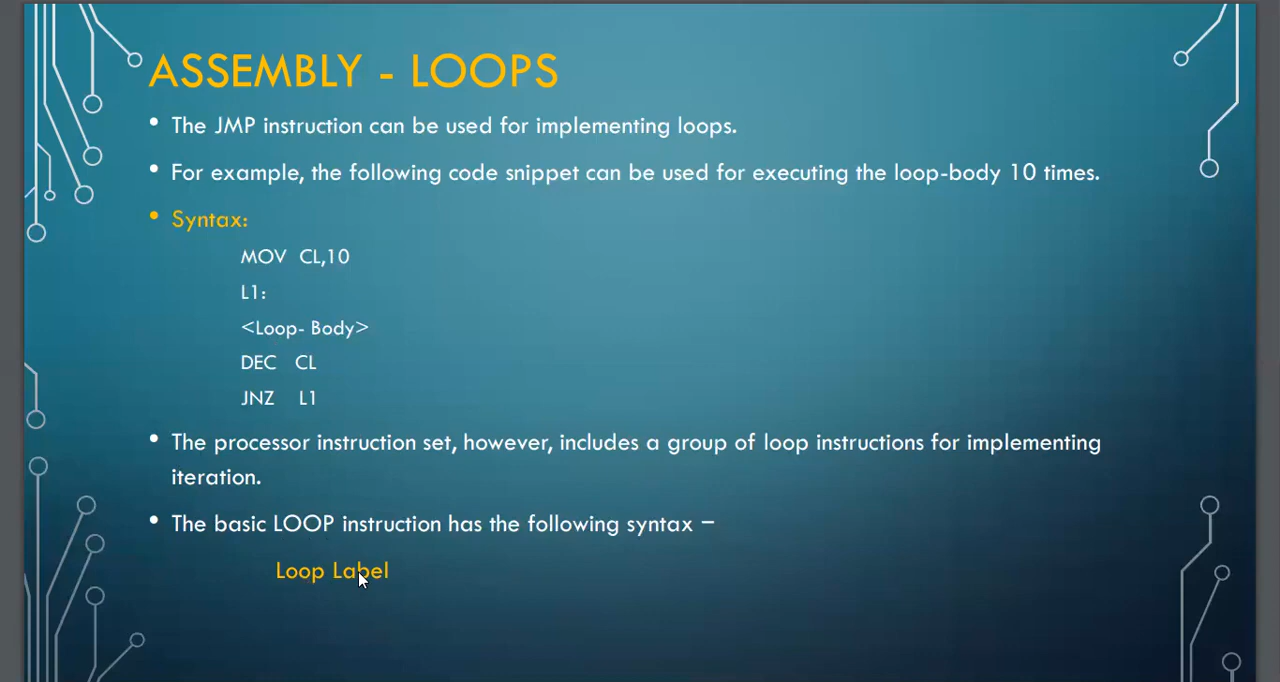 ASSEMBLY - LOOPS
• The JMP instruction can be used for implementing loops.
• For example, the following code snippet can be used for executing the loop-body 10 times.
• Syntax:
MOV CL,10
L1:
<Loop- Body>
DEC CL
JNZ L1
• The processor instruction set, however, includes a group of loop instructions for implementing
iteration.
• The basic LOOP instruction has the following syntax −
Loop Label